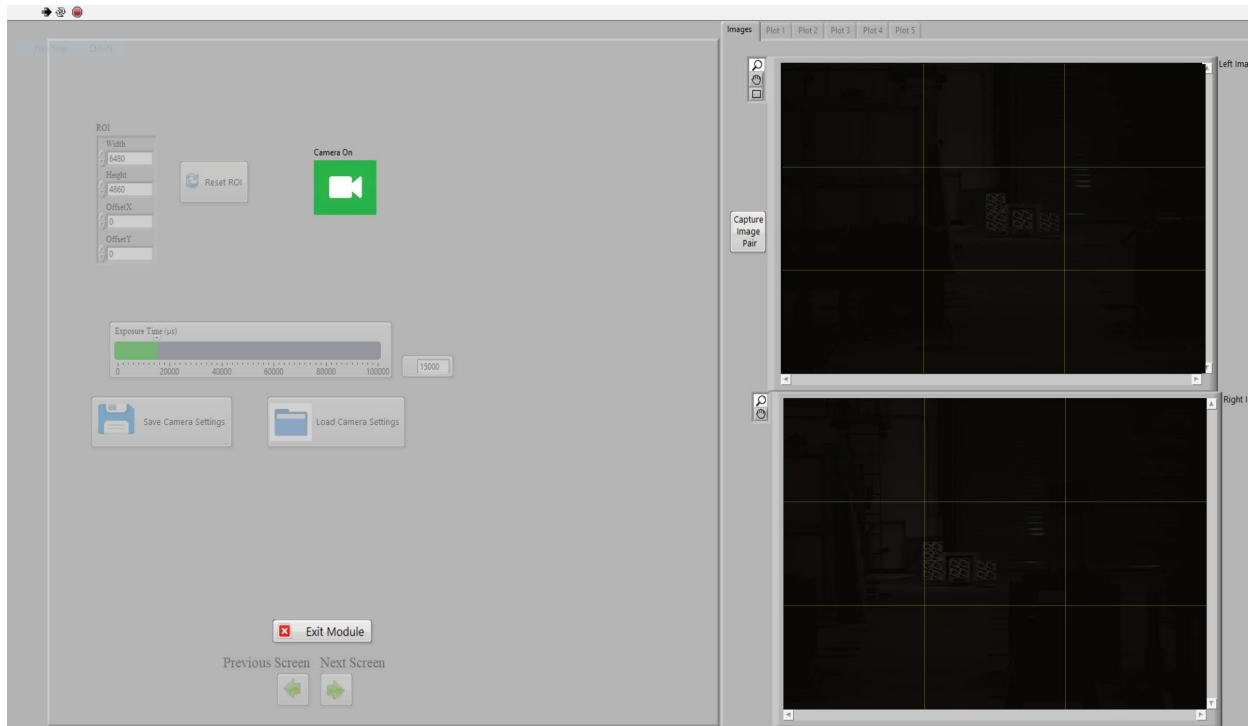 Images Plot 1 Plot 2 Plot 3 Plot 4 Plot 5
Left Ima
ROI
Width
6480
Height
4860
OffsetX
0
OffsetY
0
Reset ROI
Camera On
Capture
Image
Pair
Exposure Time (µs)
0 20000 40000 60000 80000 100000
15000
Save Camera Settings
Load Camera Settings
Right I
Exit Module
Previous Screen Next Screen